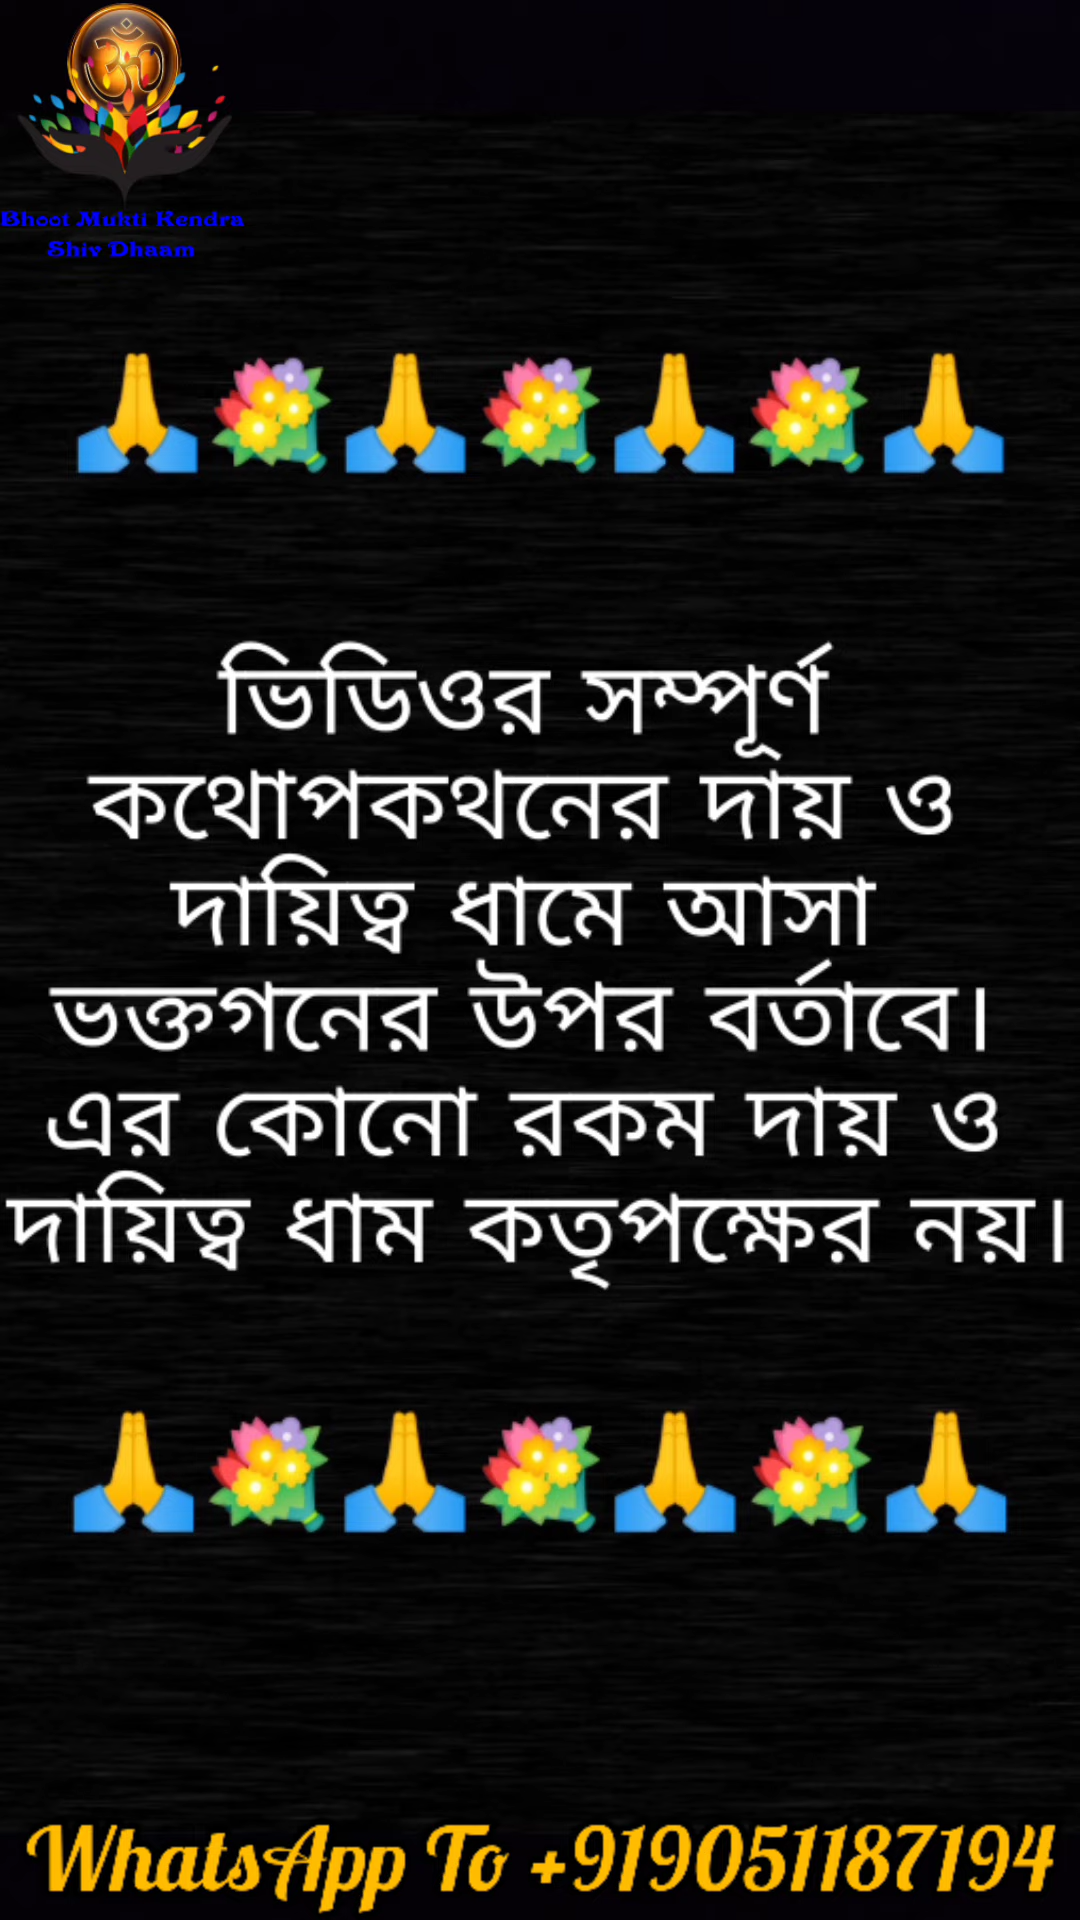 Bhoot Mukti Kendra
Shiv Dhaam
🙏💐🙏💐🙏💐🙏
ভিডিওর সম্পূর্ণ
কথোপকথনের দায় ও
দায়িত্ব ধামে আসা
ভক্তগনের উপর বর্তাবে।
এর কোনো রকম দায় ও
দায়িত্ব ধাম কতৃপক্ষের নয়।
🙏💐🙏💐🙏💐🙏
WhatsApp To +919051187194